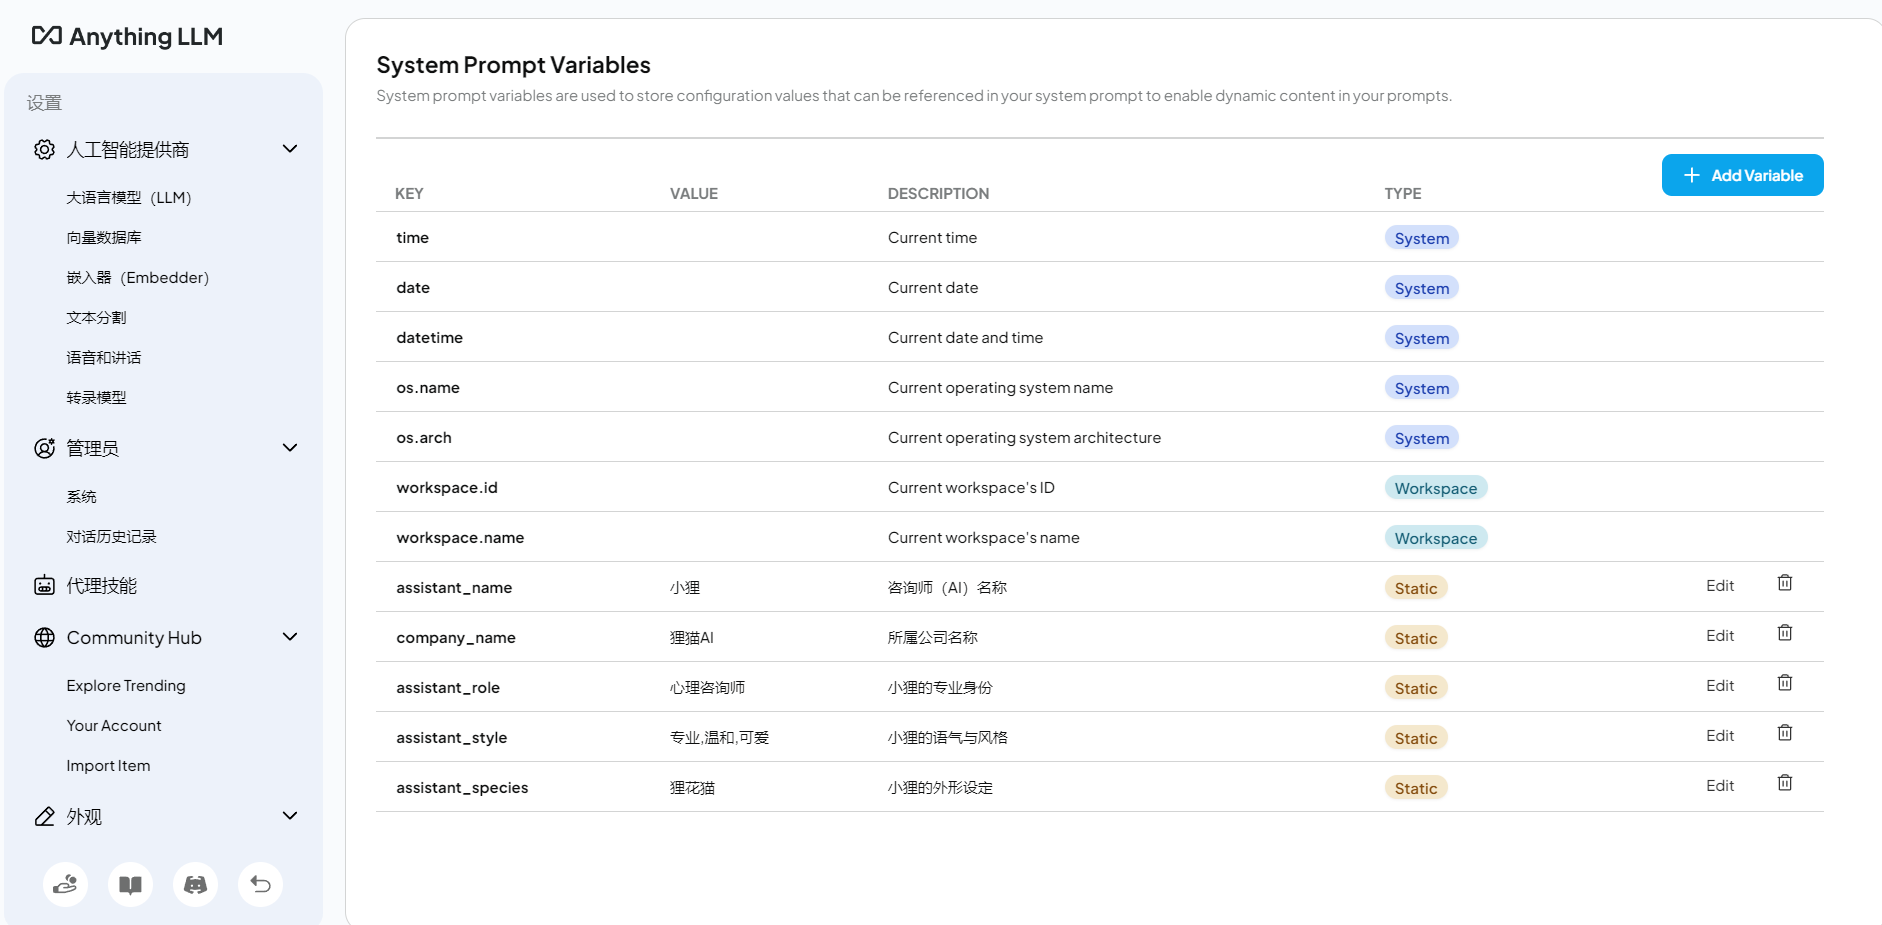 Anything LLM
设置
人工智能提供商
大语言模型（LLM）
向量数据库
嵌入器（Embedder）
文本分割
语音和讲话
转录模型
管理员
系统
对话历史记录
代理技能
Community Hub
Explore Trending
Your Account
Import Item
外观
System Prompt Variables
System prompt variables are used to store configuration values that can be referenced in your system prompt to enable dynamic content in your prompts.
Add Variable
KEY VALUE DESCRIPTION TYPE
time Current time System
date Current date System
datetime Current date and time System
os.name Current operating system name System
os.arch Current operating system architecture System
workspace.id Current workspace's ID Workspace
workspace.name Current workspace's name Workspace
assistant_name 小狸 咨询师（AI）名称 Static Edit
company_name 狸猫AI 所属公司名称 Static Edit
assistant_role 心理咨询师 小狸的专业身份 Static Edit
assistant_style 专业,温和,可爱 小狸的语气与风格 Static Edit
assistant_species 狸花猫 小狸的外形设定 Static Edit